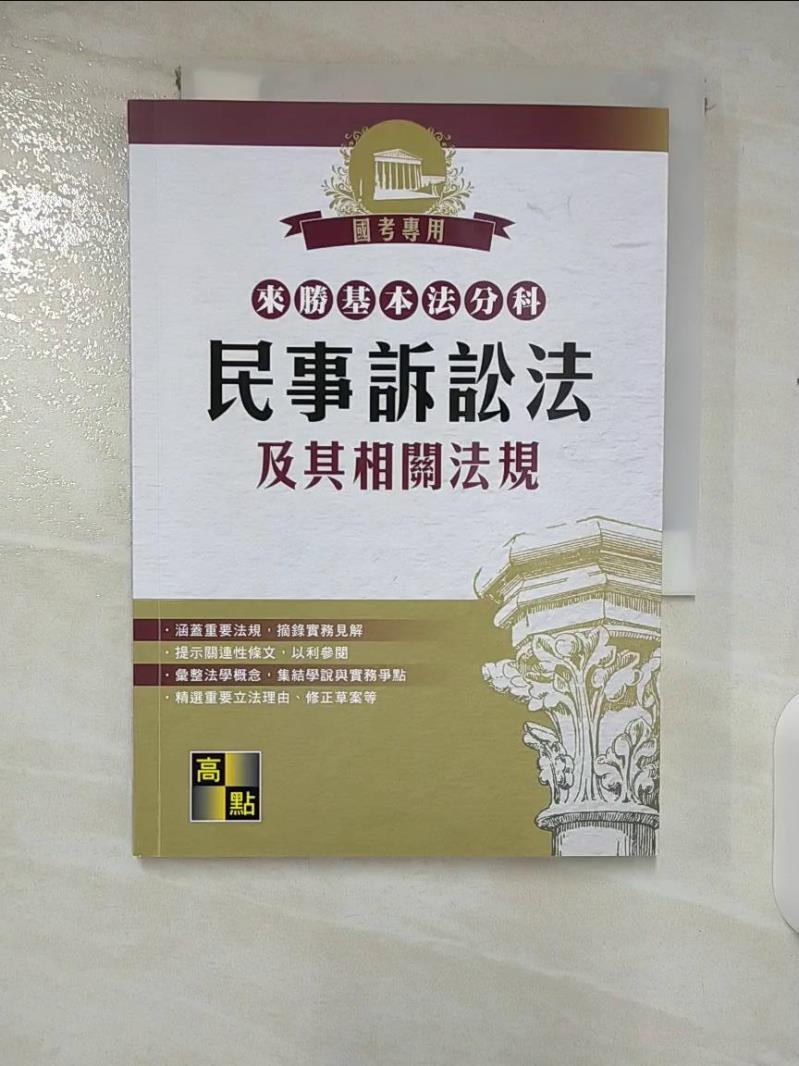 國考專用
來勝基本法分科
民事訴訟法
及其相關法規
·涵蓋重要法規，摘錄實務見解
·提示關連性條文，以利參閱
·彙整法學概念，集結學說與實務爭點
·精選重要立法理由、修正草案等
高
點